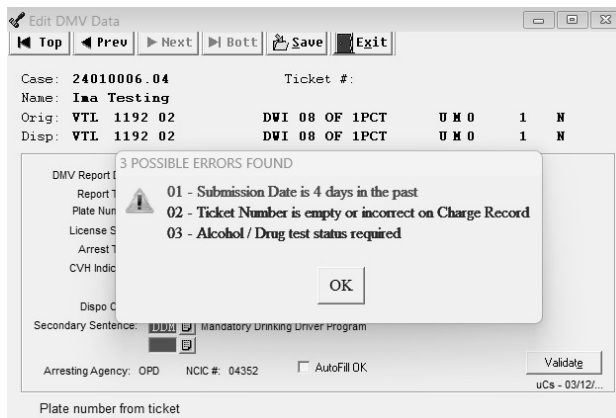 Edit DMV Data
Top Prev Next Bott Save Exit
Case: 24010006.04 Ticket #:
Name: Ima Testing
Orig: VTL 1192 02 DWI 08 OF 1PCT U M 0 1 N
Disp: VTL 1192 02 DWI 08 OF 1PCT U M 0 1 N
3 POSSIBLE ERRORS FOUND
DMV Report
01 - Submission Date is 4 days in the past
Report
02 - Ticket Number is empty or incorrect on Charge Record
Plate Num
03 - Alcohol / Drug test status required
License S
Arrest T
CVH Indic
OK
Dispo C
Secondary Sentence: DDM Mandatory Drinking Driver Program
Arresting Agency: OPD NCIC #: 04352 AutoFill OK Validate
uCs - 03/12/...
Plate number from ticket